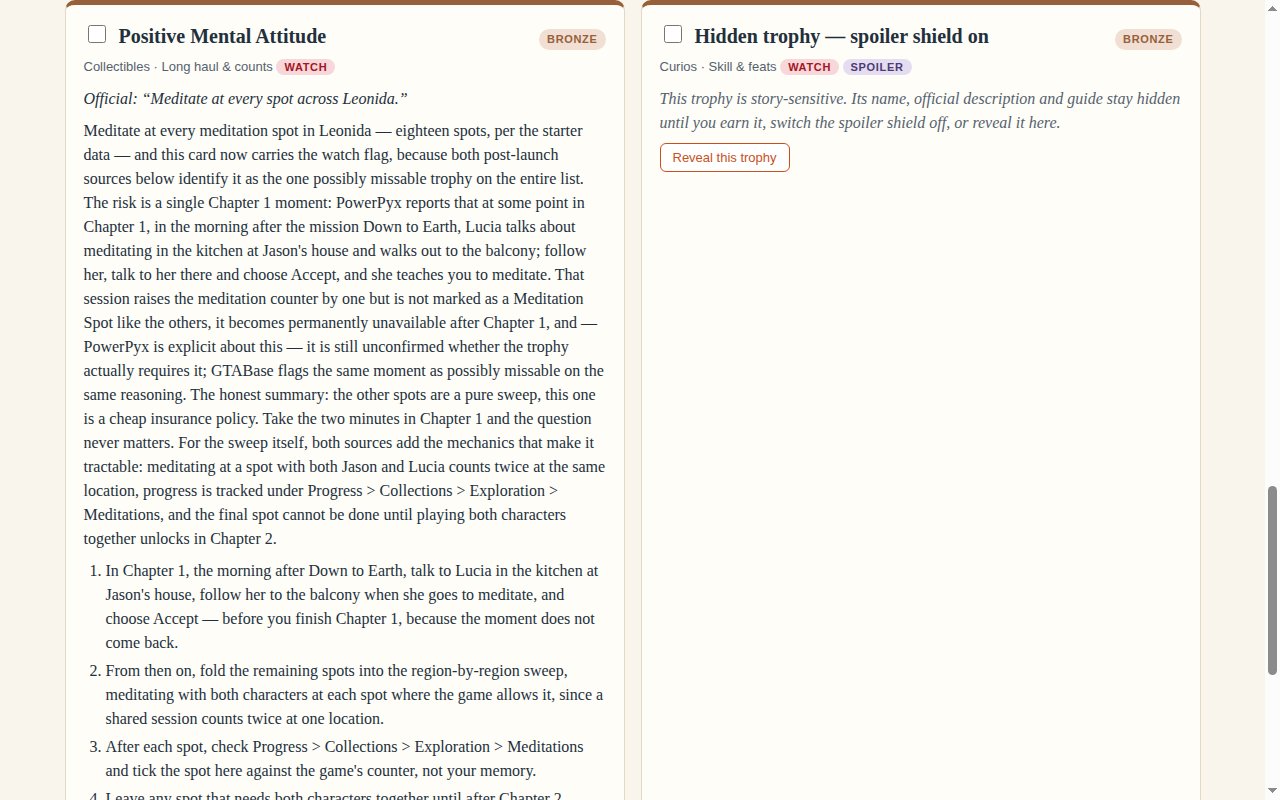 Positive Mental Attitude
BRONZE
Collectibles · Long haul & counts WATCH
Official: “Meditate at every spot across Leonida.”
Meditate at every meditation spot in Leonida — eighteen spots, per the starter
data — and this card now carries the watch flag, because both post-launch
sources below identify it as the one possibly missable trophy on the entire list.
The risk is a single Chapter 1 moment: PowerPyx reports that at some point in
Chapter 1, in the morning after the mission Down to Earth, Lucia talks about
meditating in the kitchen at Jason's house and walks out to the balcony; follow
her, talk to her there and choose Accept, and she teaches you to meditate. That
session raises the meditation counter by one but is not marked as a Meditation
Spot like the others, it becomes permanently unavailable after Chapter 1, and —
PowerPyx is explicit about this — it is still unconfirmed whether the trophy
actually requires it; GTABase flags the same moment as possibly missable on the
same reasoning. The honest summary: the other spots are a pure sweep, this one
is a cheap insurance policy. Take the two minutes in Chapter 1 and the question
never matters. For the sweep itself, both sources add the mechanics that make it
tractable: meditating at a spot with both Jason and Lucia counts twice at the same
location, progress is tracked under Progress > Collections > Exploration >
Meditations, and the final spot cannot be done until playing both characters
together unlocks in Chapter 2.
1. In Chapter 1, the morning after Down to Earth, talk to Lucia in the kitchen at
Jason's house, follow her to the balcony when she goes to meditate, and
choose Accept — before you finish Chapter 1, because the moment does not
come back.
2. From then on, fold the remaining spots into the region-by-region sweep,
meditating with both characters at each spot where the game allows it, since a
shared session counts twice at one location.
3. After each spot, check Progress > Collections > Exploration > Meditations
and tick the spot here against the game's counter, not your memory.
4. Leave any spot that needs both characters together until after Chapter 2
Hidden trophy — spoiler shield on
BRONZE
Curios · Skill & feats WATCH SPOILER
This trophy is story-sensitive. Its name, official description and guide stay hidden
until you earn it, switch the spoiler shield off, or reveal it here.
Reveal this trophy